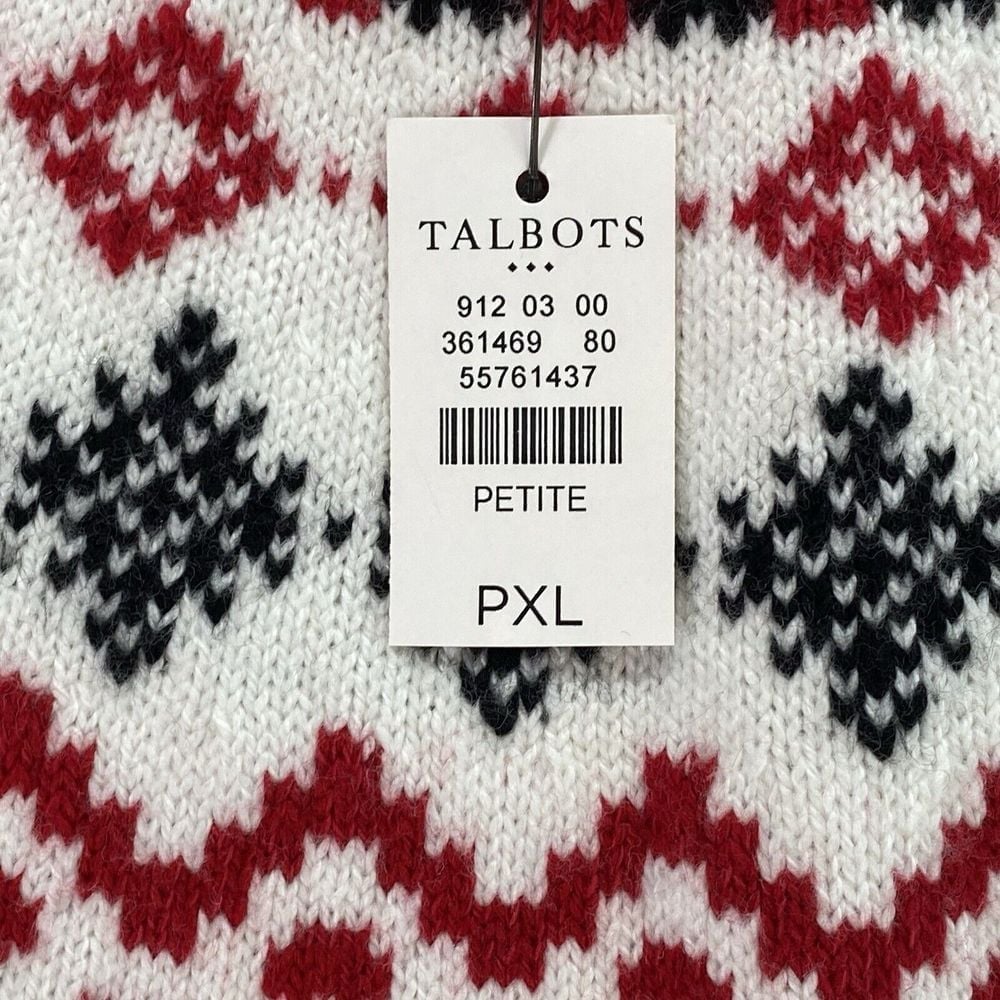 TALBOTS
912 03 00
361469 80
55761437
PETITE
PXL